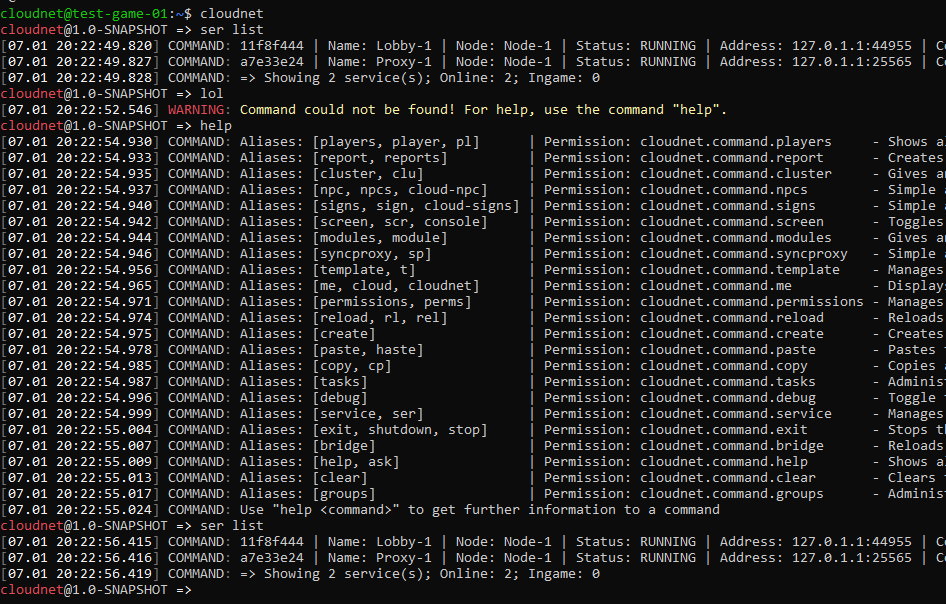 cloudnet@test-game-01:~$ cloudnet
cloudnet@1.0-SNAPSHOT => ser list
[07.01 20:22:49.820] COMMAND: 11f8f444 | Name: Lobby-1 | Node: Node-1 | Status: RUNNING | Address: 127.0.1.1:44955 | Co
[07.01 20:22:49.827] COMMAND: a7e33e24 | Name: Proxy-1 | Node: Node-1 | Status: RUNNING | Address: 127.0.1.1:25565 | Co
[07.01 20:22:49.828] COMMAND: => Showing 2 service(s); Online: 2; Ingame: 0
cloudnet@1.0-SNAPSHOT => lol
[07.01 20:22:52.546] WARNING: Command could not be found! For help, use the command "help".
cloudnet@1.0-SNAPSHOT => help
[07.01 20:22:54.930] COMMAND: Aliases: [players, player, pl] | Permission: cloudnet.command.players - Shows a
[07.01 20:22:54.933] COMMAND: Aliases: [report, reports] | Permission: cloudnet.command.report - Creates
[07.01 20:22:54.935] COMMAND: Aliases: [cluster, clu] | Permission: cloudnet.command.cluster - Gives an
[07.01 20:22:54.937] COMMAND: Aliases: [npc, npcs, cloud-npc] | Permission: cloudnet.command.npcs - Simple a
[07.01 20:22:54.940] COMMAND: Aliases: [signs, sign, cloud-signs] | Permission: cloudnet.command.signs - Simple a
[07.01 20:22:54.942] COMMAND: Aliases: [screen, scr, console] | Permission: cloudnet.command.screen - Toggles
[07.01 20:22:54.944] COMMAND: Aliases: [modules, module] | Permission: cloudnet.command.modules - Gives an
[07.01 20:22:54.946] COMMAND: Aliases: [syncproxy, sp] | Permission: cloudnet.command.syncproxy - Simple a
[07.01 20:22:54.956] COMMAND: Aliases: [template, t] | Permission: cloudnet.command.template - Manages
[07.01 20:22:54.965] COMMAND: Aliases: [me, cloud, cloudnet] | Permission: cloudnet.command.me - Displays
[07.01 20:22:54.971] COMMAND: Aliases: [permissions, perms] | Permission: cloudnet.command.permissions - Manages
[07.01 20:22:54.974] COMMAND: Aliases: [reload, rl, rel] | Permission: cloudnet.command.reload - Reloads
[07.01 20:22:54.975] COMMAND: Aliases: [create] | Permission: cloudnet.command.create - Creates
[07.01 20:22:54.978] COMMAND: Aliases: [paste, haste] | Permission: cloudnet.command.paste - Pastes
[07.01 20:22:54.985] COMMAND: Aliases: [copy, cp] | Permission: cloudnet.command.copy - Copies a
[07.01 20:22:54.987] COMMAND: Aliases: [tasks] | Permission: cloudnet.command.tasks - Adminis
[07.01 20:22:54.996] COMMAND: Aliases: [debug] | Permission: cloudnet.command.debug - Toggle
[07.01 20:22:54.999] COMMAND: Aliases: [service, ser] | Permission: cloudnet.command.service - Manages
[07.01 20:22:55.004] COMMAND: Aliases: [exit, shutdown, stop] | Permission: cloudnet.command.exit - Stops th
[07.01 20:22:55.007] COMMAND: Aliases: [bridge] | Permission: cloudnet.command.bridge - Reloads
[07.01 20:22:55.009] COMMAND: Aliases: [help, ask] | Permission: cloudnet.command.help - Shows a
[07.01 20:22:55.013] COMMAND: Aliases: [clear] | Permission: cloudnet.command.clear - Clears
[07.01 20:22:55.017] COMMAND: Aliases: [groups] | Permission: cloudnet.command.groups - Adminis
[07.01 20:22:55.024] COMMAND: Use "help <command>" to get further information to a command
cloudnet@1.0-SNAPSHOT => ser list
[07.01 20:22:56.415] COMMAND: 11f8f444 | Name: Lobby-1 | Node: Node-1 | Status: RUNNING | Address: 127.0.1.1:44955 | Co
[07.01 20:22:56.416] COMMAND: a7e33e24 | Name: Proxy-1 | Node: Node-1 | Status: RUNNING | Address: 127.0.1.1:25565 | Co
[07.01 20:22:56.419] COMMAND: => Showing 2 service(s); Online: 2; Ingame: 0
cloudnet@1.0-SNAPSHOT =>